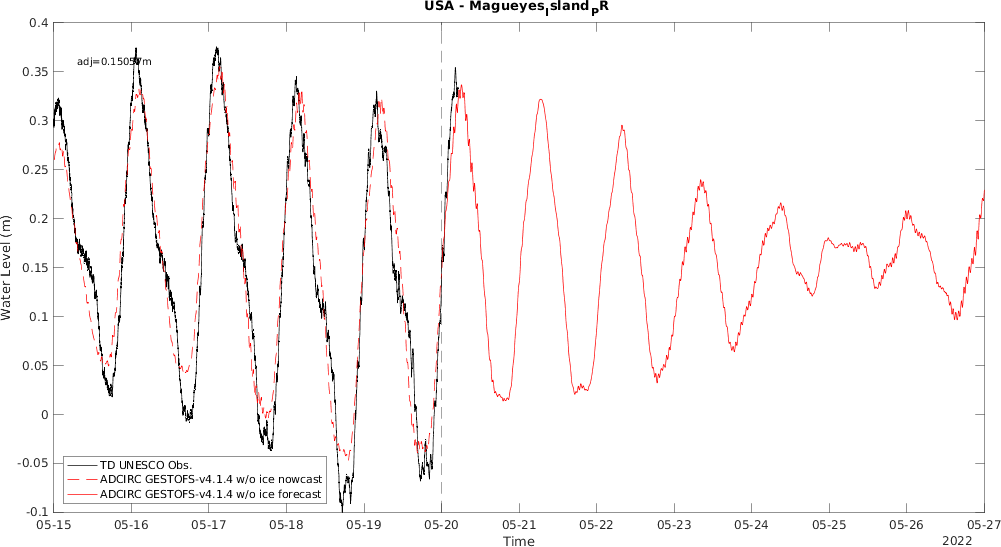 USA - Magueyes_Island_PR
0.4
0.35
0.3
0.25
0.2
0.15
0.1
0.05
0
-0.05
-0.1
Water Level (m)
adj=0.15057m
TD UNESCO Obs.
ADCIRC GESTOFS-v4.1.4 w/o ice nowcast
ADCIRC GESTOFS-v4.1.4 w/o ice forecast
05-15 05-16 05-17 05-18 05-19 05-20 05-21 05-22 05-23 05-24 05-25 05-26 05-27
Time
2022